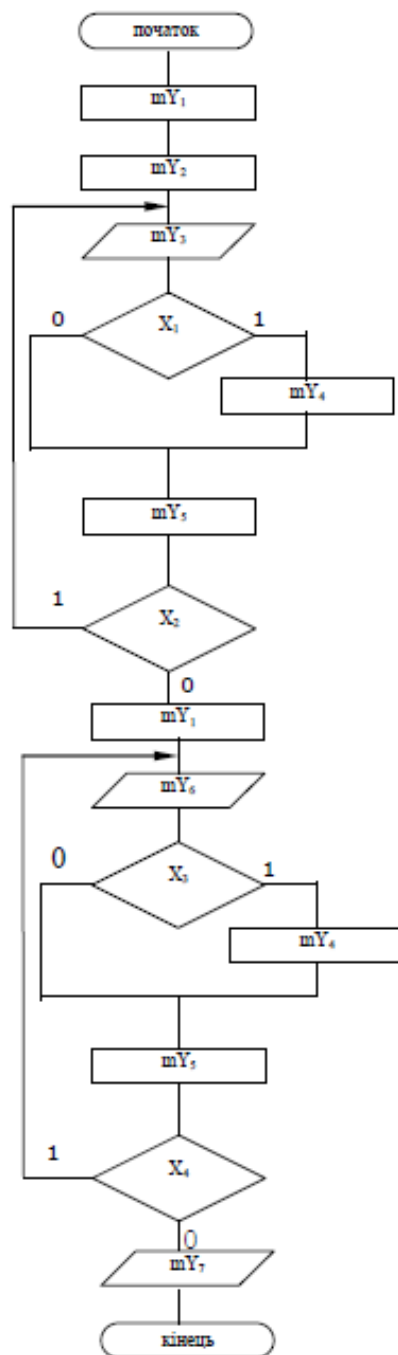 початок
mY₁
mY₂
mY₃
0 X₁ 1
mY₄
mY₅
1 X₂
0
mY₁
mY₆
0 X₃ 1
mY₄
mY₅
1 X₄
0
mY₇
кінець